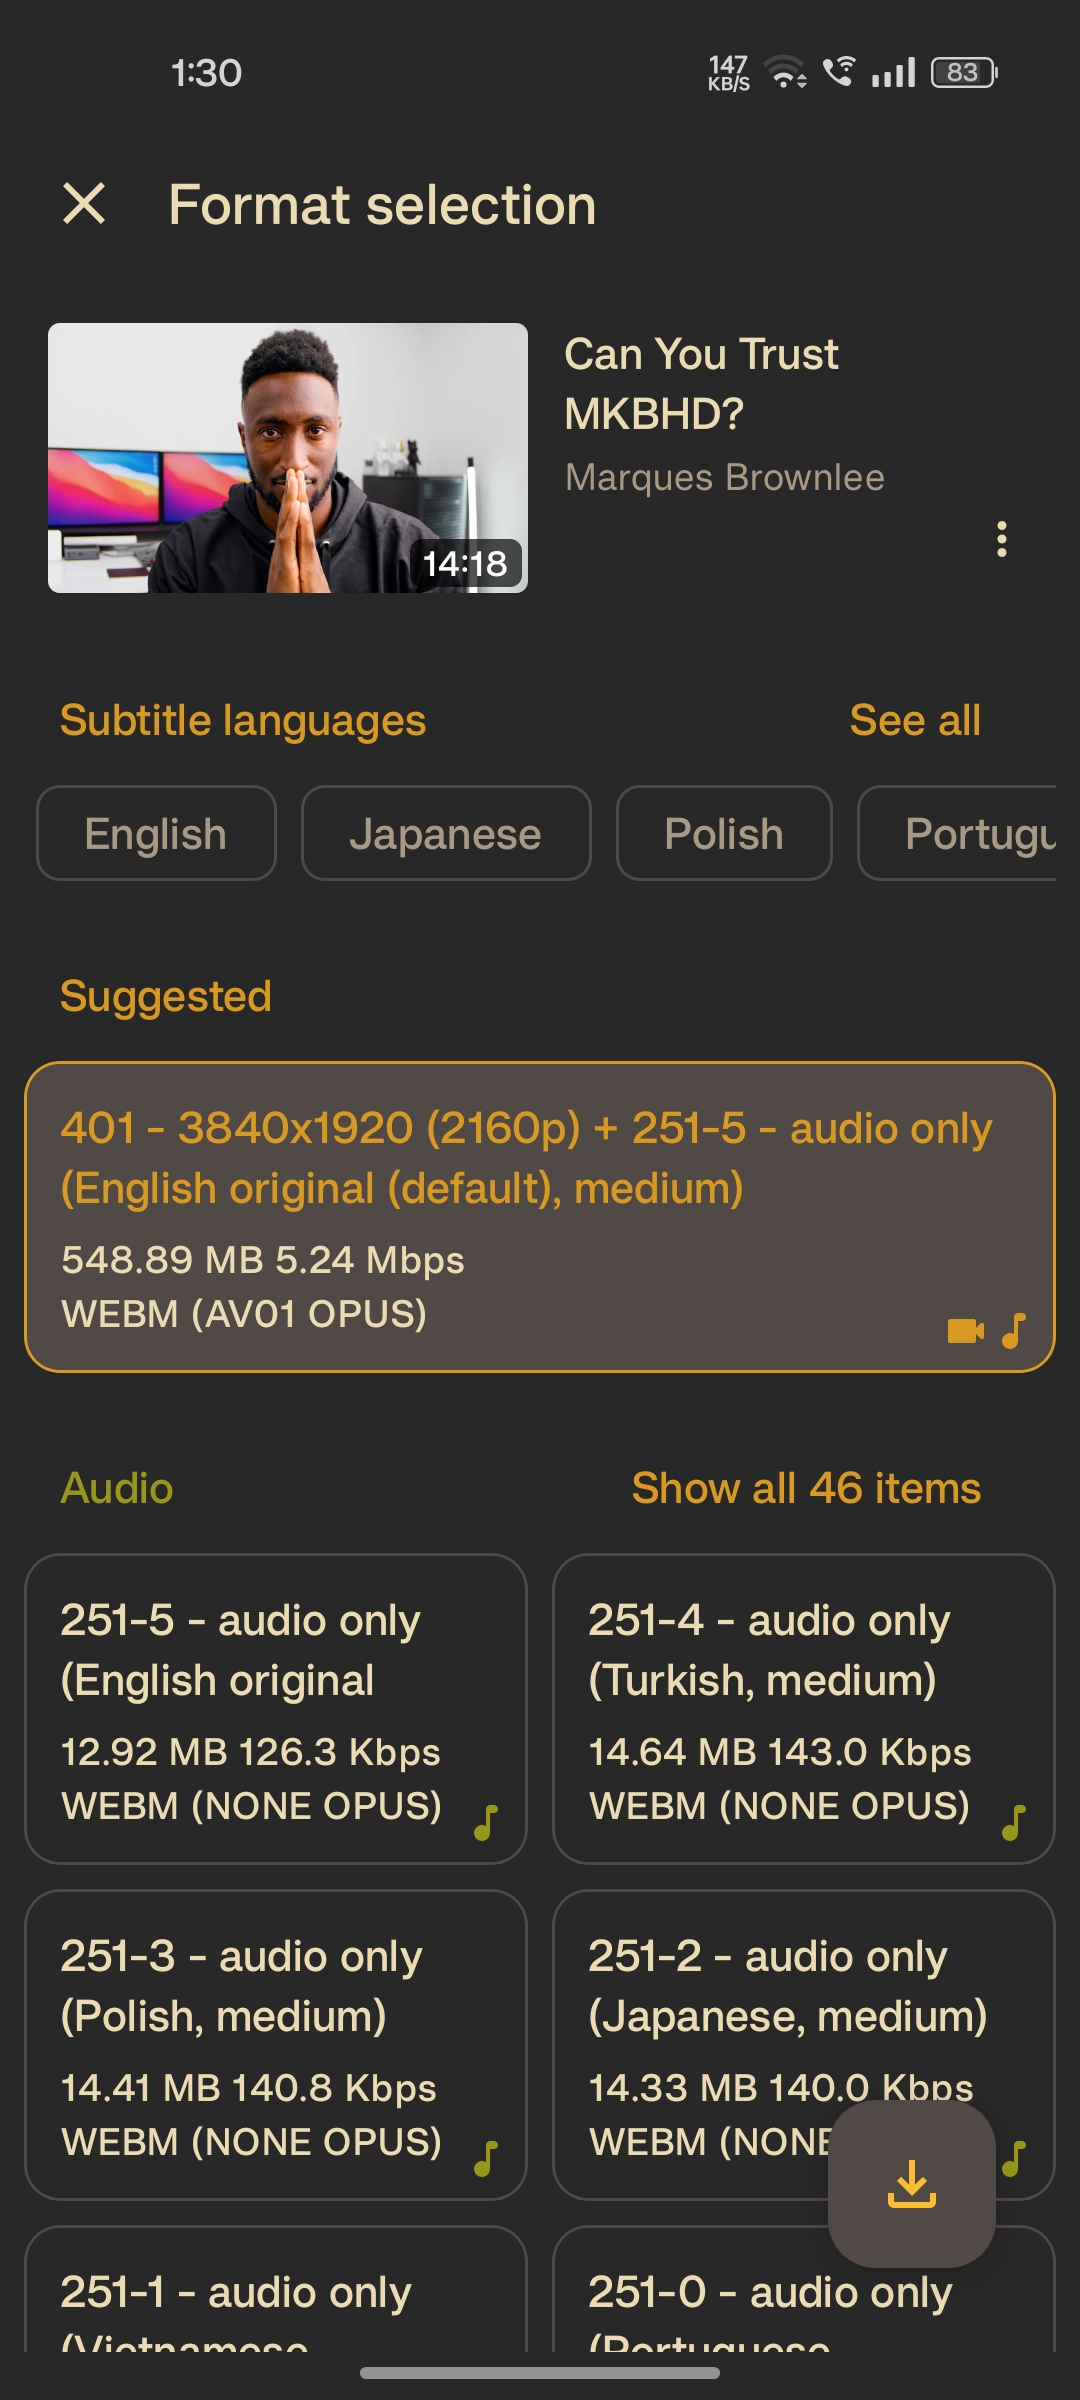 1:30
147
KB/S
83
Format selection
Can You Trust
MKBHD?
Marques Brownlee
14:18
Subtitle languages
See all
English
Japanese
Polish
Portugu
Suggested
401 - 3840x1920 (2160p) + 251-5 - audio only
(English original (default), medium)
548.89 MB 5.24 Mbps
WEBM (AV01 OPUS)
Audio
Show all 46 items
251-5 - audio only
(English original
12.92 MB 126.3 Kbps
WEBM (NONE OPUS)
251-4 - audio only
(Turkish, medium)
14.64 MB 143.0 Kbps
WEBM (NONE OPUS)
251-3 - audio only
(Polish, medium)
14.41 MB 140.8 Kbps
WEBM (NONE OPUS)
251-2 - audio only
(Japanese, medium)
14.33 MB 140.0 Kbps
WEBM (NONE
251-1 - audio only
(Vietnamese
251-0 - audio only
(Portuguese